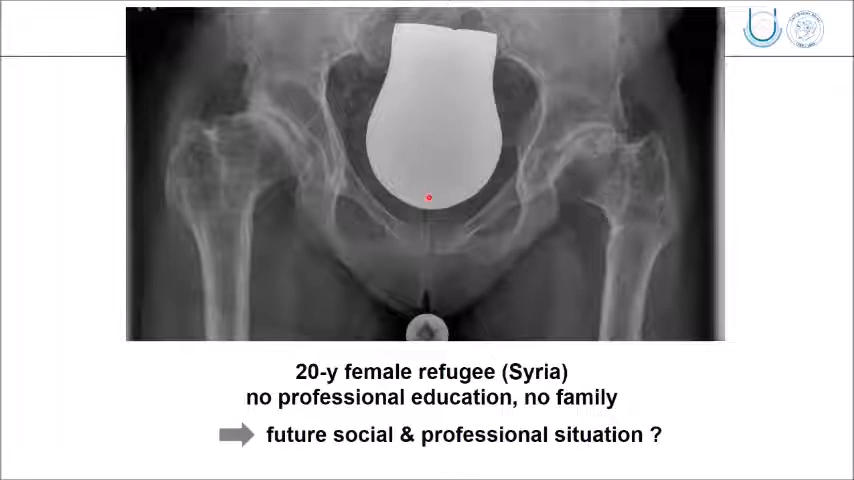 20-y female refugee (Syria)
no professional education, no family
future social & professional situation ?